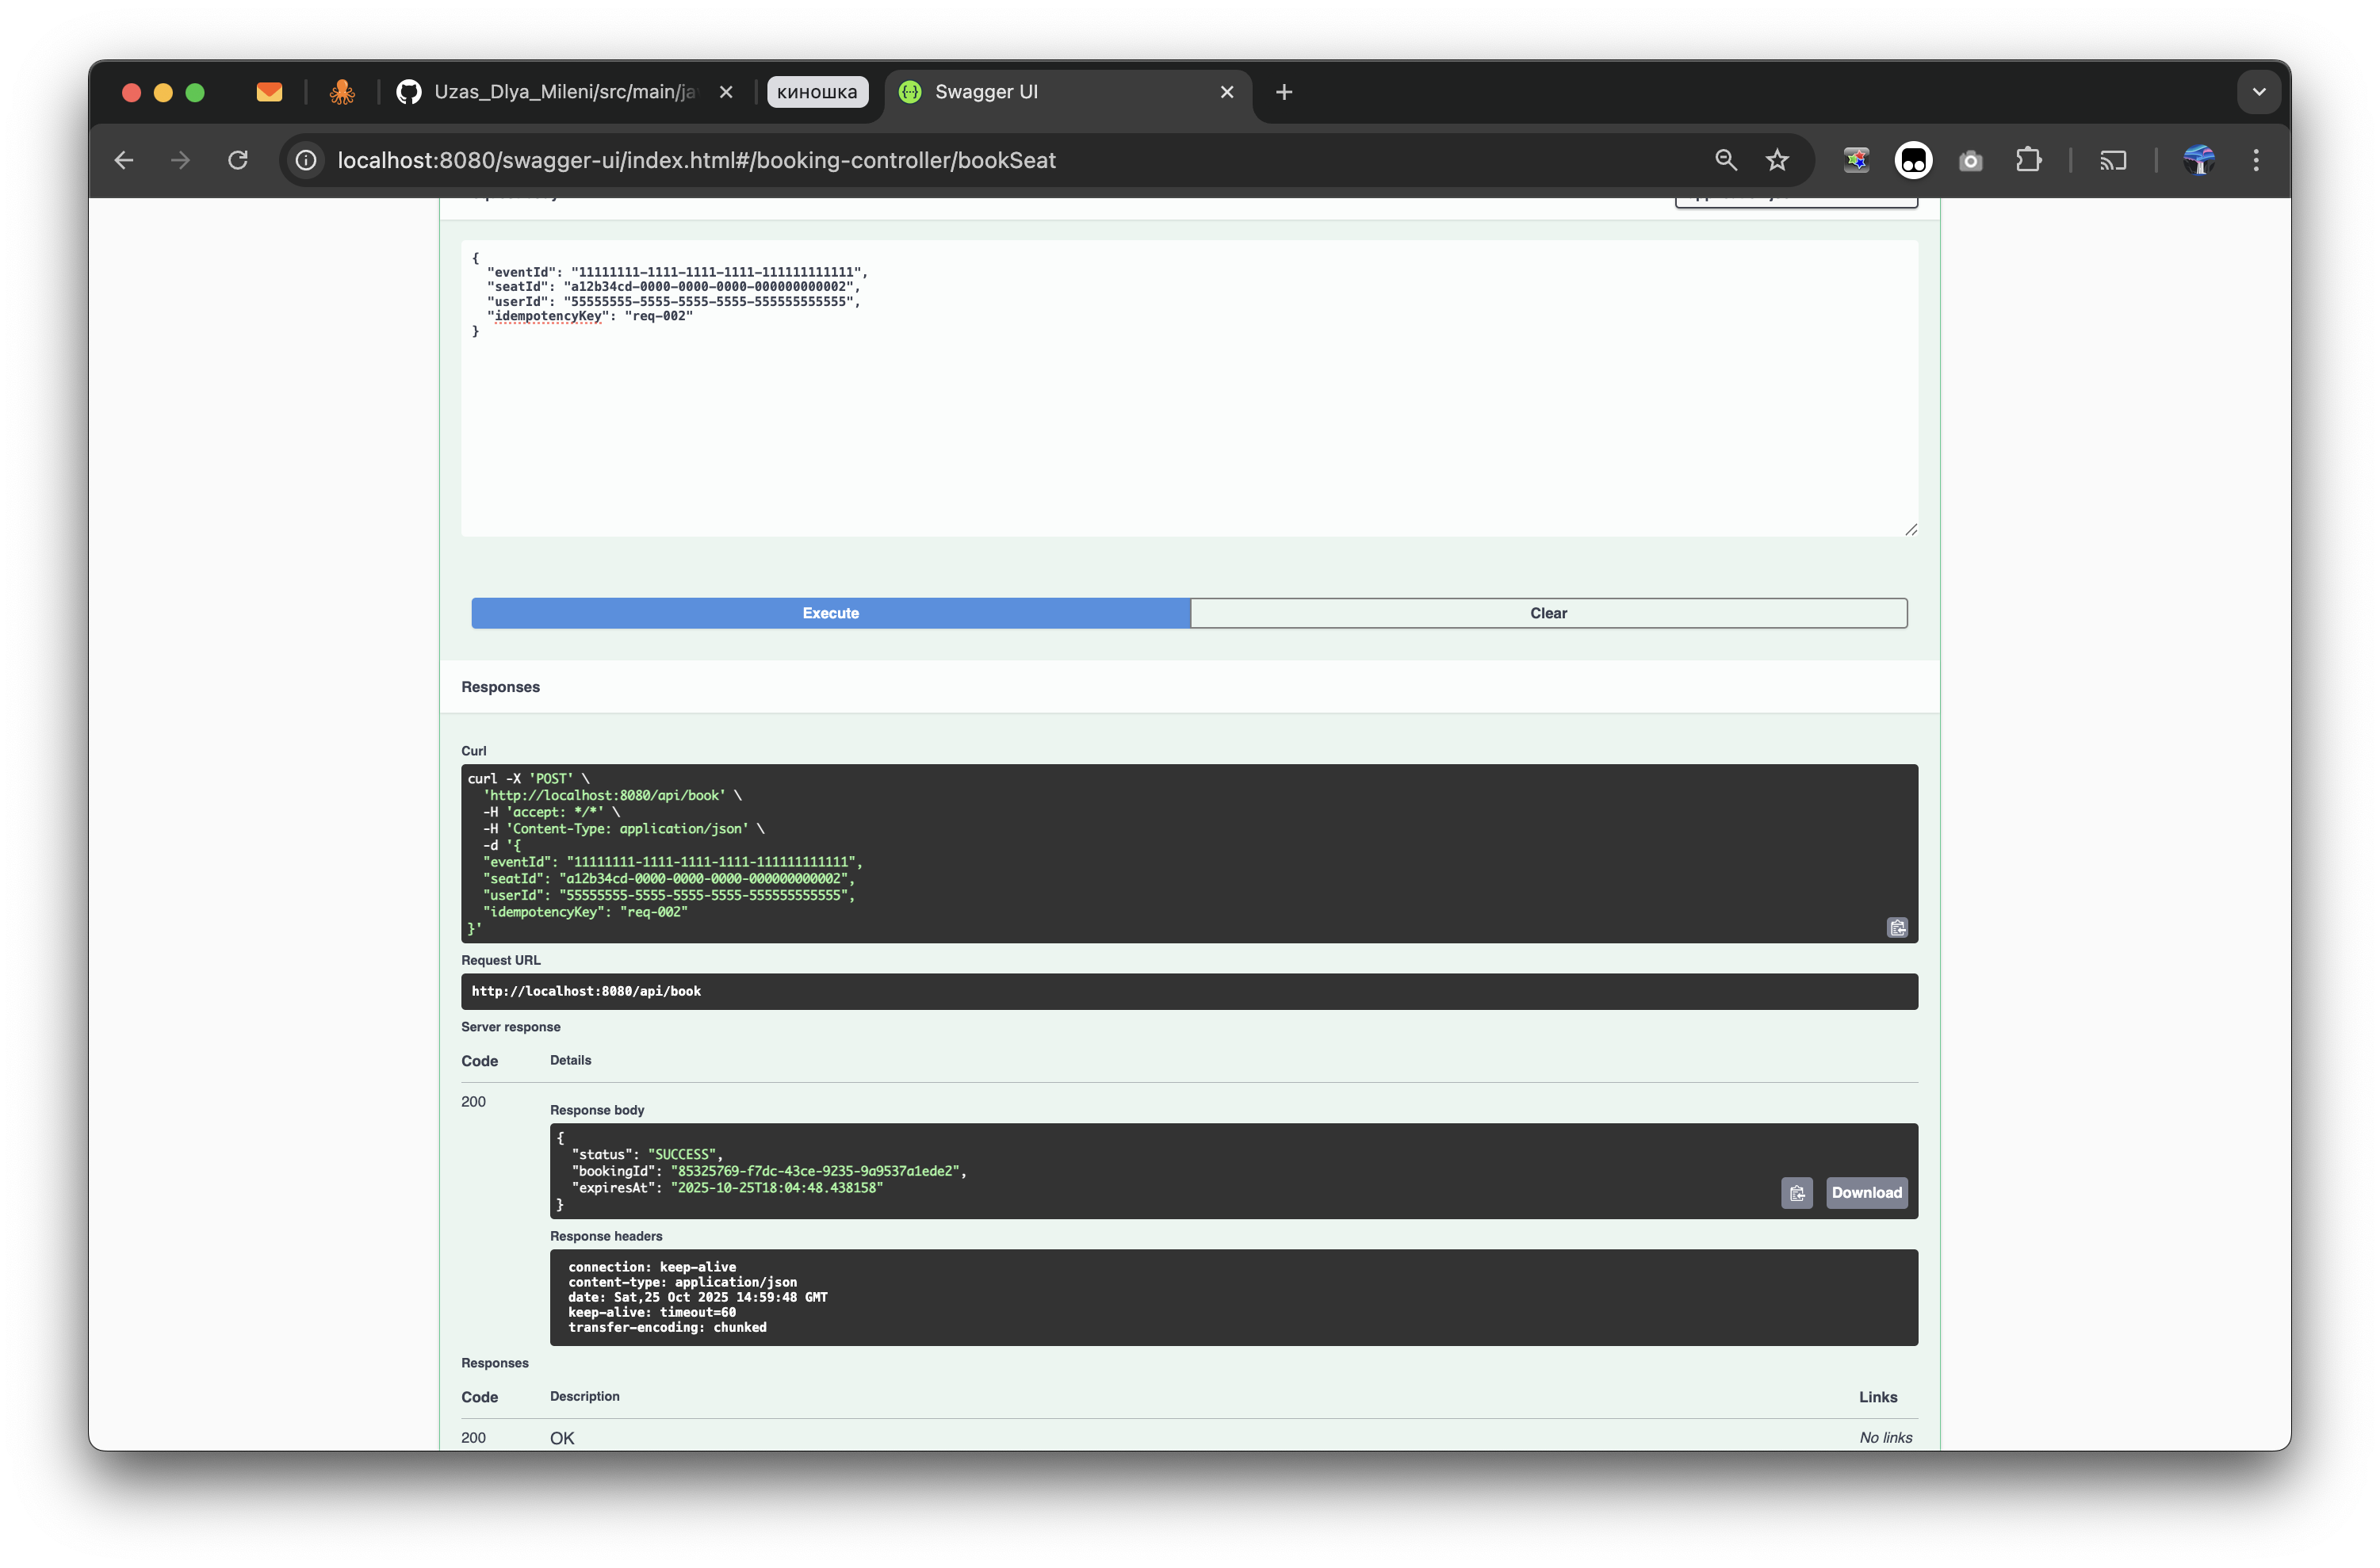 Uzas_Dlya_Mileni/src/main/ja
киношка
Swagger UI
localhost:8080/swagger-ui/index.html#/booking-controller/bookSeat
{
"eventId": "11111111-1111-1111-1111-111111111111",
"seatId": "a12b34cd-0000-0000-0000-000000000002",
"userId": "55555555-5555-5555-5555-555555555555",
"idempotencyKey": "req-002"
}
Execute
Clear
Responses
Curl
curl -X 'POST' \
'http://localhost:8080/api/book' \
-H 'accept: */*' \
-H 'Content-Type: application/json' \
-d '{
"eventId": "11111111-1111-1111-1111-111111111111",
"seatId": "a12b34cd-0000-0000-0000-000000000002",
"userId": "55555555-5555-5555-5555-555555555555",
"idempotencyKey": "req-002"
}'
Request URL
http://localhost:8080/api/book
Server response
Code Details
200
Response body
{
"status": "SUCCESS",
"bookingId": "85325769-f7dc-43ce-9235-9a9537a1ede2",
"expiresAt": "2025-10-25T18:04:48.438158"
}
Download
Response headers
connection: keep-alive
content-type: application/json
date: Sat,25 Oct 2025 14:59:48 GMT
keep-alive: timeout=60
transfer-encoding: chunked
Responses
Code Description Links
200 OK No links